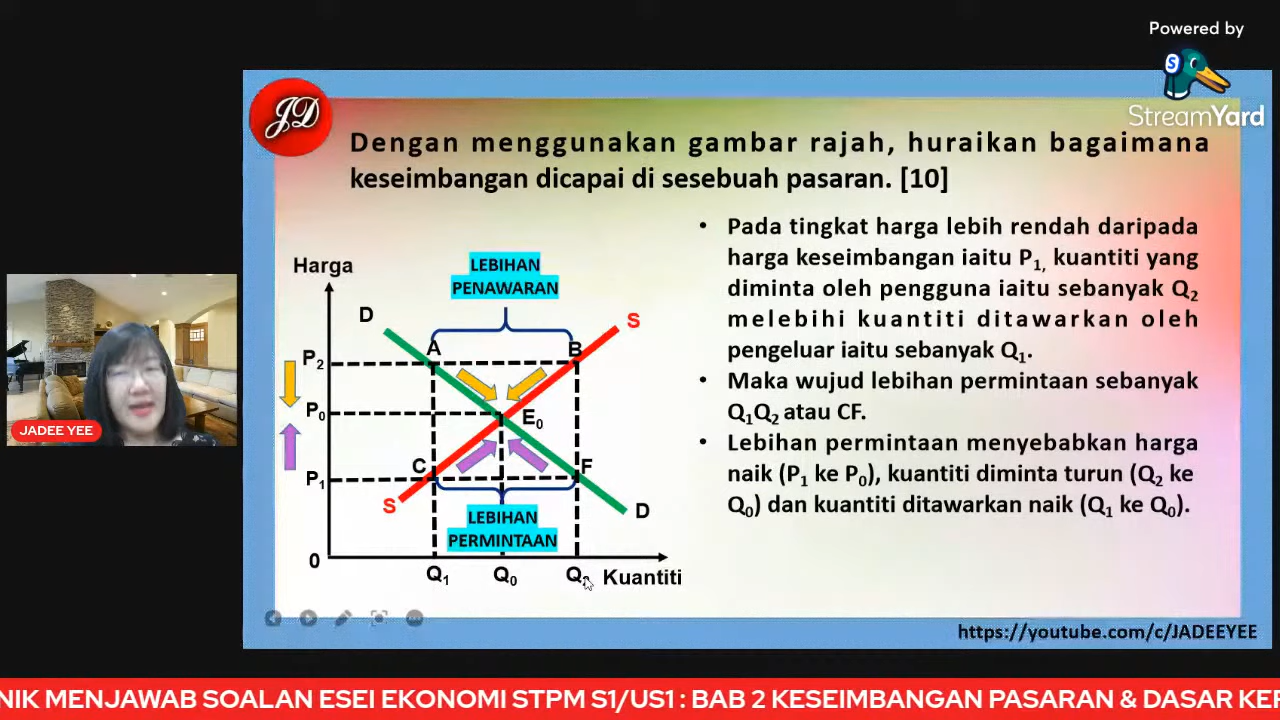 Powered by
StreamYard
JD
Dengan menggunakan gambar rajah, huraikan bagaimana
keseimbangan dicapai di sesebuah pasaran. [10]
Harga
LEBIHAN
PENAWARAN
D
S
A
B
P2
P0
E0
C
F
P1
S
D
LEBIHAN
PERMINTAAN
0
Q1
Q0
Kuantiti
• Pada tingkat harga lebih rendah daripada
harga keseimbangan iaitu P1, kuantiti yang
diminta oleh pengguna iaitu sebanyak Q2
melebihi kuantiti ditawarkan oleh
pengeluar iaitu sebanyak Q1.
• Maka wujud lebihan permintaan sebanyak
Q1Q2 atau CF.
• Lebihan permintaan menyebabkan harga
naik (P1 ke P0), kuantiti diminta turun (Q2 ke
Q0) dan kuantiti ditawarkan naik (Q1 ke Q0).
JADEE YEE
https://youtube.com/c/JADEEYEE
NIK MENJAWAB SOALAN ESEI EKONOMI STPM S1/US1 : BAB 2 KESEIMBANGAN PASARAN & DASAR